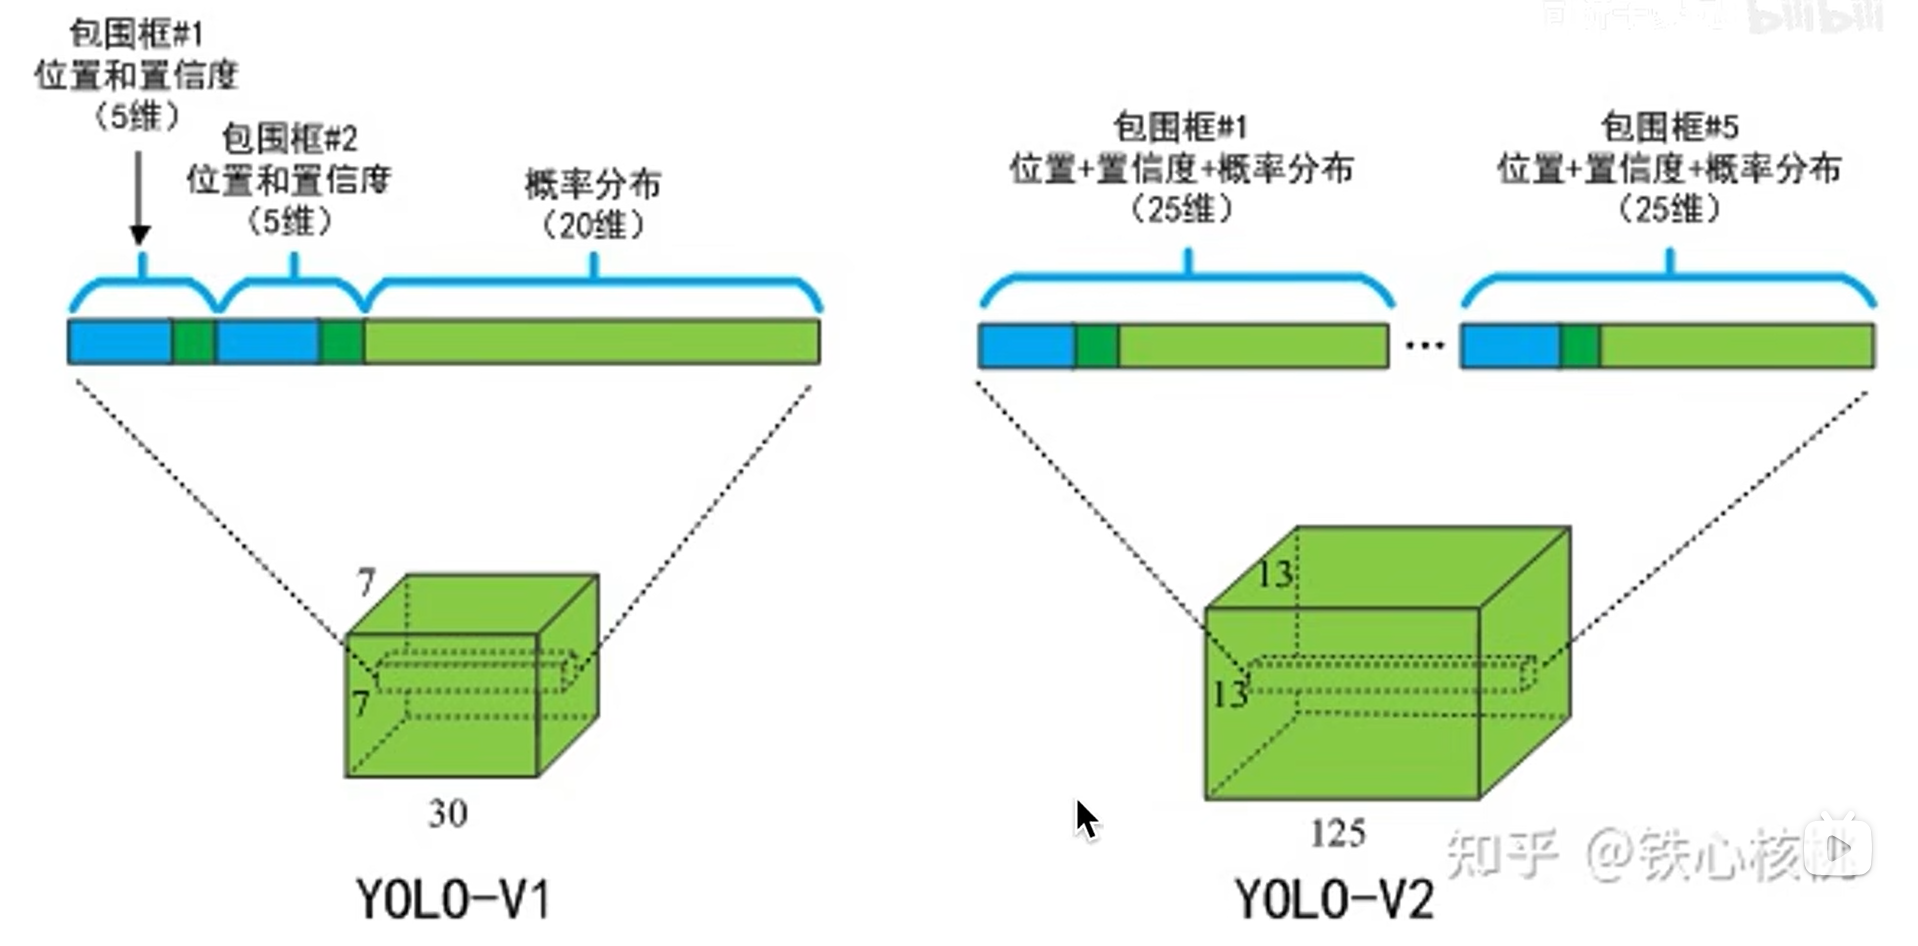 包围框#1
位置和置信度
（5维）
包围框#2
位置和置信度
（5维）
概率分布
（20维）
7
7
30
YOLO-V1
bilibili
包围框#1
位置+置信度+概率分布
（25维）
包围框#5
位置+置信度+概率分布
（25维）
...
13
13
125
知乎 @铁心核桃
YOLO-V2